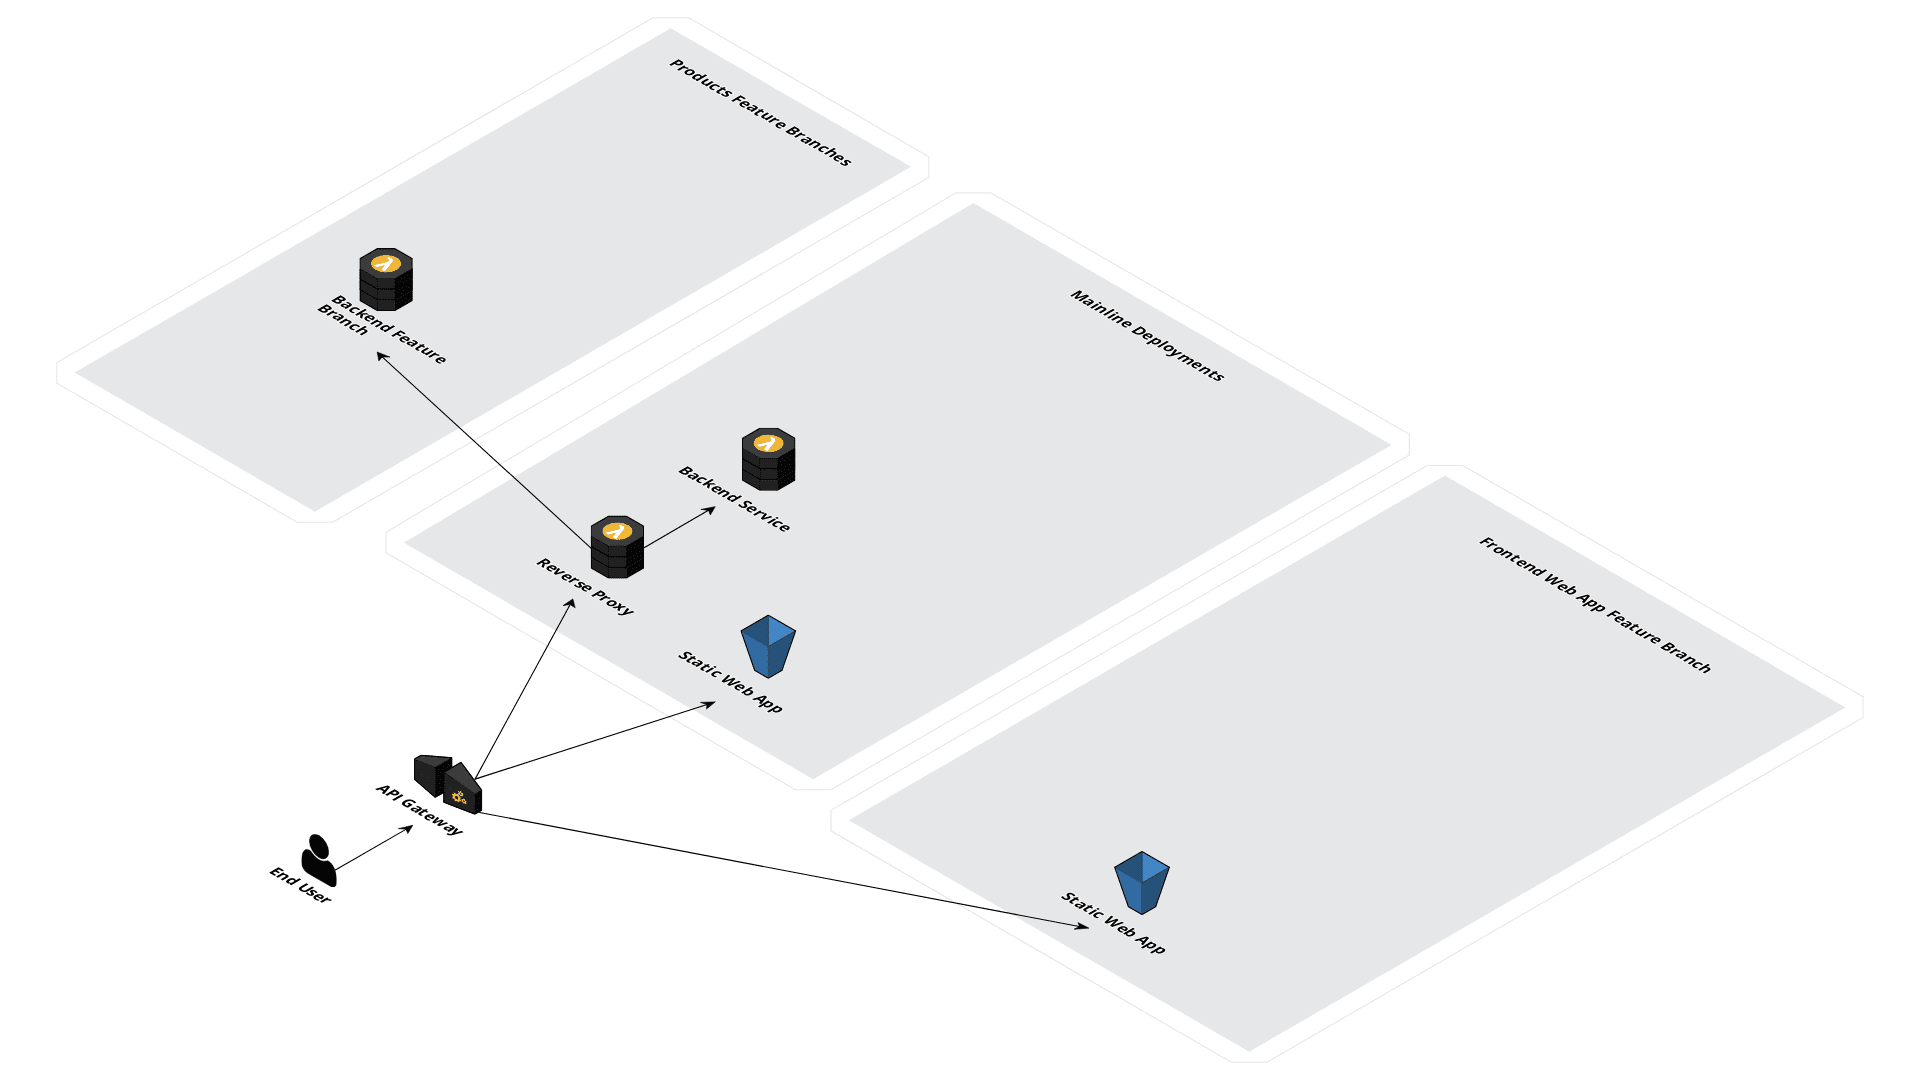 Products Feature Branches
Backend Feature
Branch
Mainline Deployments
Backend Service
Reverse Proxy
Static Web App
Frontend Web App Feature Branch
API Gateway
End User
Static Web App